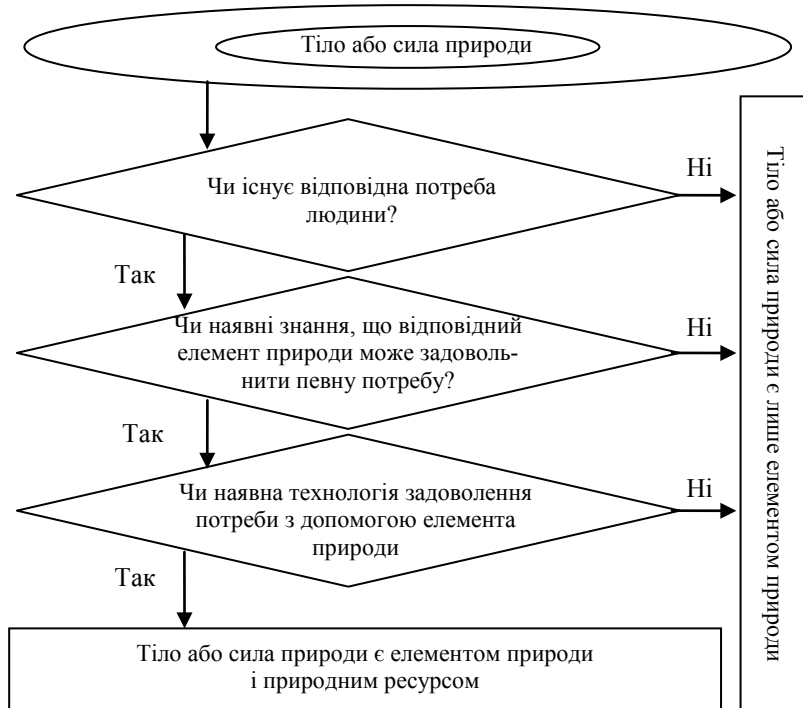 Тіло або сила природи
Чи існує відповідна потреба
людини?
Ні
Так
Чи наявні знання, що відповідний
елемент природи може задоволь-
нити певну потребу?
Ні
Так
Чи наявна технологія задоволення
потреби з допомогою елемента
природи
Ні
Так
Тіло або сила природи є елементом природи
і природним ресурсом
Тіло або сила природи є лише елементом природи